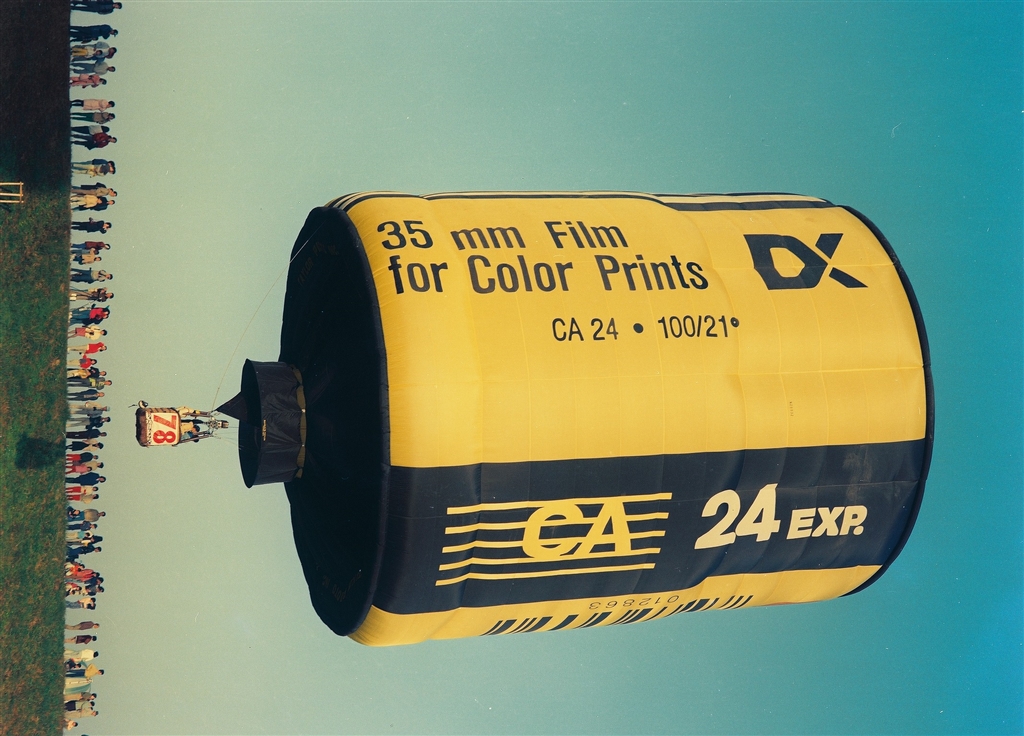 35 mm Film
for Color Prints
DX
CA 24 • 100/21°
CA
24 EXP.
012863
78